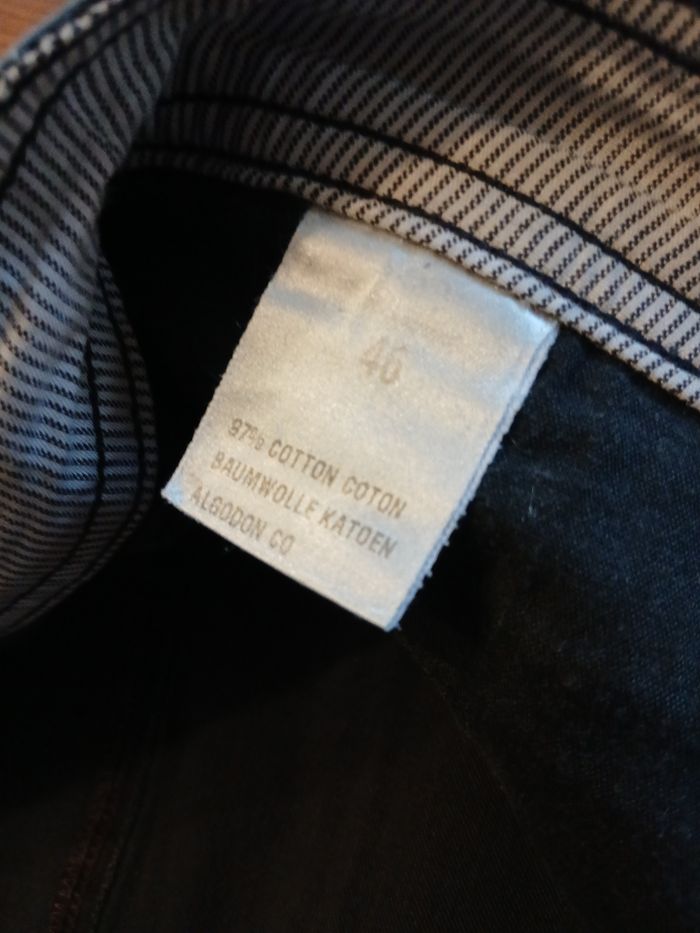 46
97% COTTON COTON
BAUMWOLLE KATOEN
ALGODON CO